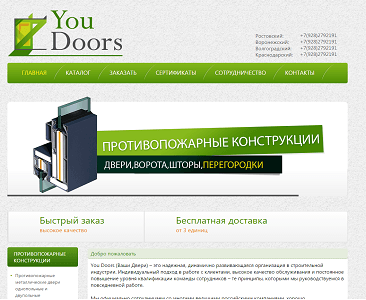 You
Doors
Ростовский: +7(928)2792191
Воронежский: +7(928)2792191
Волгоградский: +7(928)2792191
Краснодарский: +7(928)2792191
ГЛАВНАЯ КАТАЛОГ ЗАКАЗАТЬ СЕРТИФИКАТЫ СОТРУДНИЧЕСТВО КОНТАКТЫ
ПРОТИВОПОЖАРНЫЕ КОНСТРУКЦИИ
ДВЕРИ,ВОРОТА,ШТОРЫ,ПЕРЕГОРОДКИ
Быстрый заказ
высокое качество
Бесплатная доставка
от 3 единиц
ПРОТИВОПОЖАРНЫЕ
КОНСТРУКЦИИ
Противопожарные
металлические двери
однопольные и
двупольные
Добро пожаловать
You Doors (Ваши Двери) – это надежная, динамично развивающаяся организация в строительной
индустрии. Индивидуальный подход в работе с клиентами, высокое качество обслуживания и постоянное
повышение уровня квалификации команды сотрудников – те принципы, которыми мы руководствуемся в
повседневной работе.